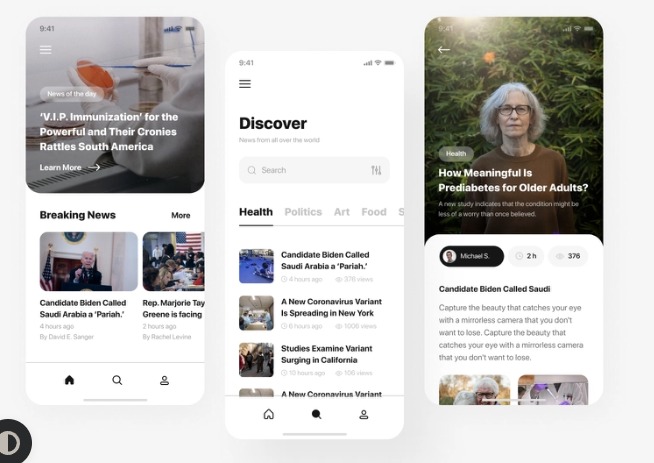 9:41
News of the day
'V.I.P. Immunization' for the
Powerful and Their Cronies
Rattles South America
Learn More
Breaking News
More
Candidate Biden Called
Saudi Arabia a 'Pariah.'
4 hours ago
By David E. Sanger
Rep. Marjorie Tay
Greene is facing
2 hours ago
By Rachel Levine
9:41
Discover
News from all over the world
Search
Health Politics Art Food S
Candidate Biden Called
Saudi Arabia a 'Pariah.'
4 hours ago 376 views
A New Coronavirus Variant
Is Spreading in New York
6 hours ago 1006 views
Studies Examine Variant
Surging in California
10 hours ago 106 views
A New Coronavirus Variant
9:41
Health
How Meaningful Is
Prediabetes for Older Adults?
A new study indicates that the condition might be
less of a worry than once believed.
Michael S. 2 h 376
Candidate Biden Called Saudi
Capture the beauty that catches your eye
with a mirrorless camera that you don't
want to lose. Capture the beauty that
catches your eye with a mirrorless camera
that you don't want to lose.